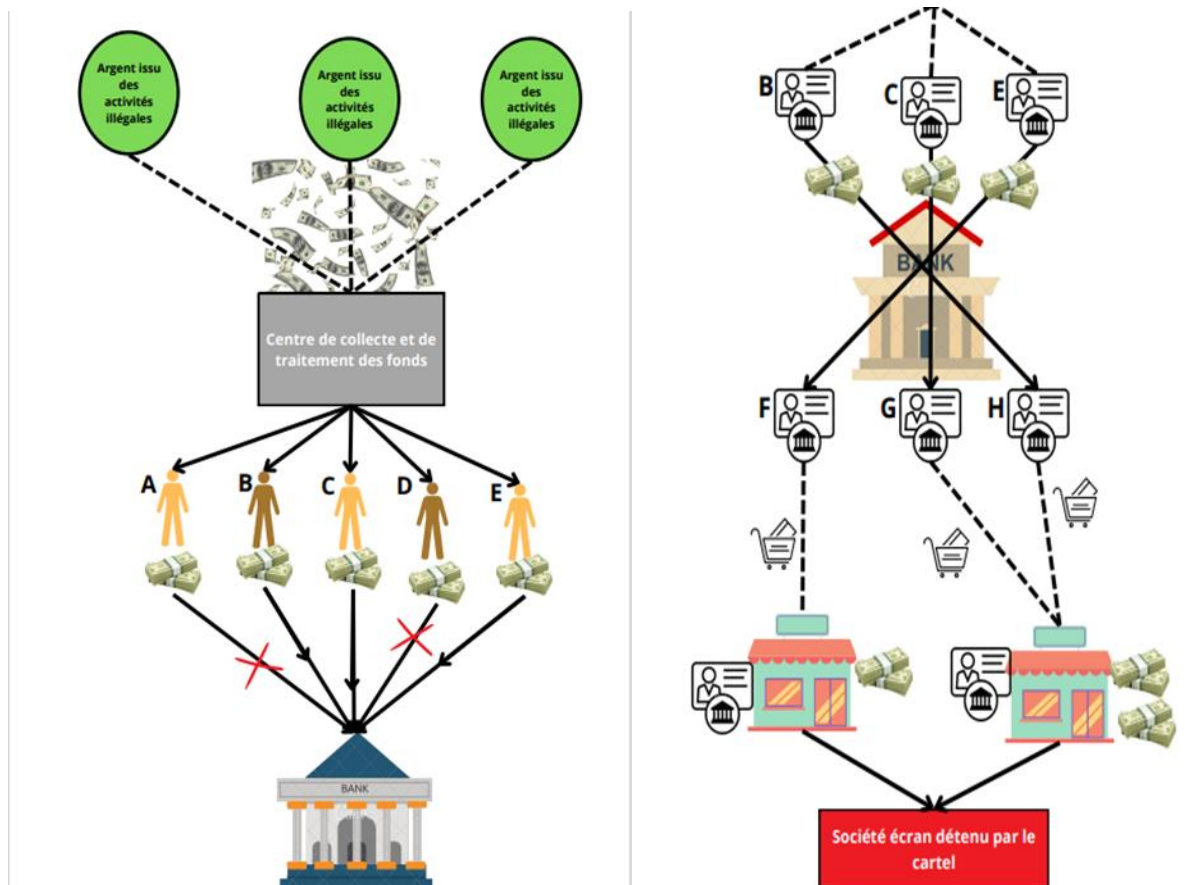 Argent issu
des
activités
illégales
Argent issu
des
activités
illégales
Argent issu
des
activités
illégales
Centre de collecte et de
traitement des fonds
A
B
C
D
E
BANK
B
C
E
BANK
F
G
H
Société écran détenu par le
cartel